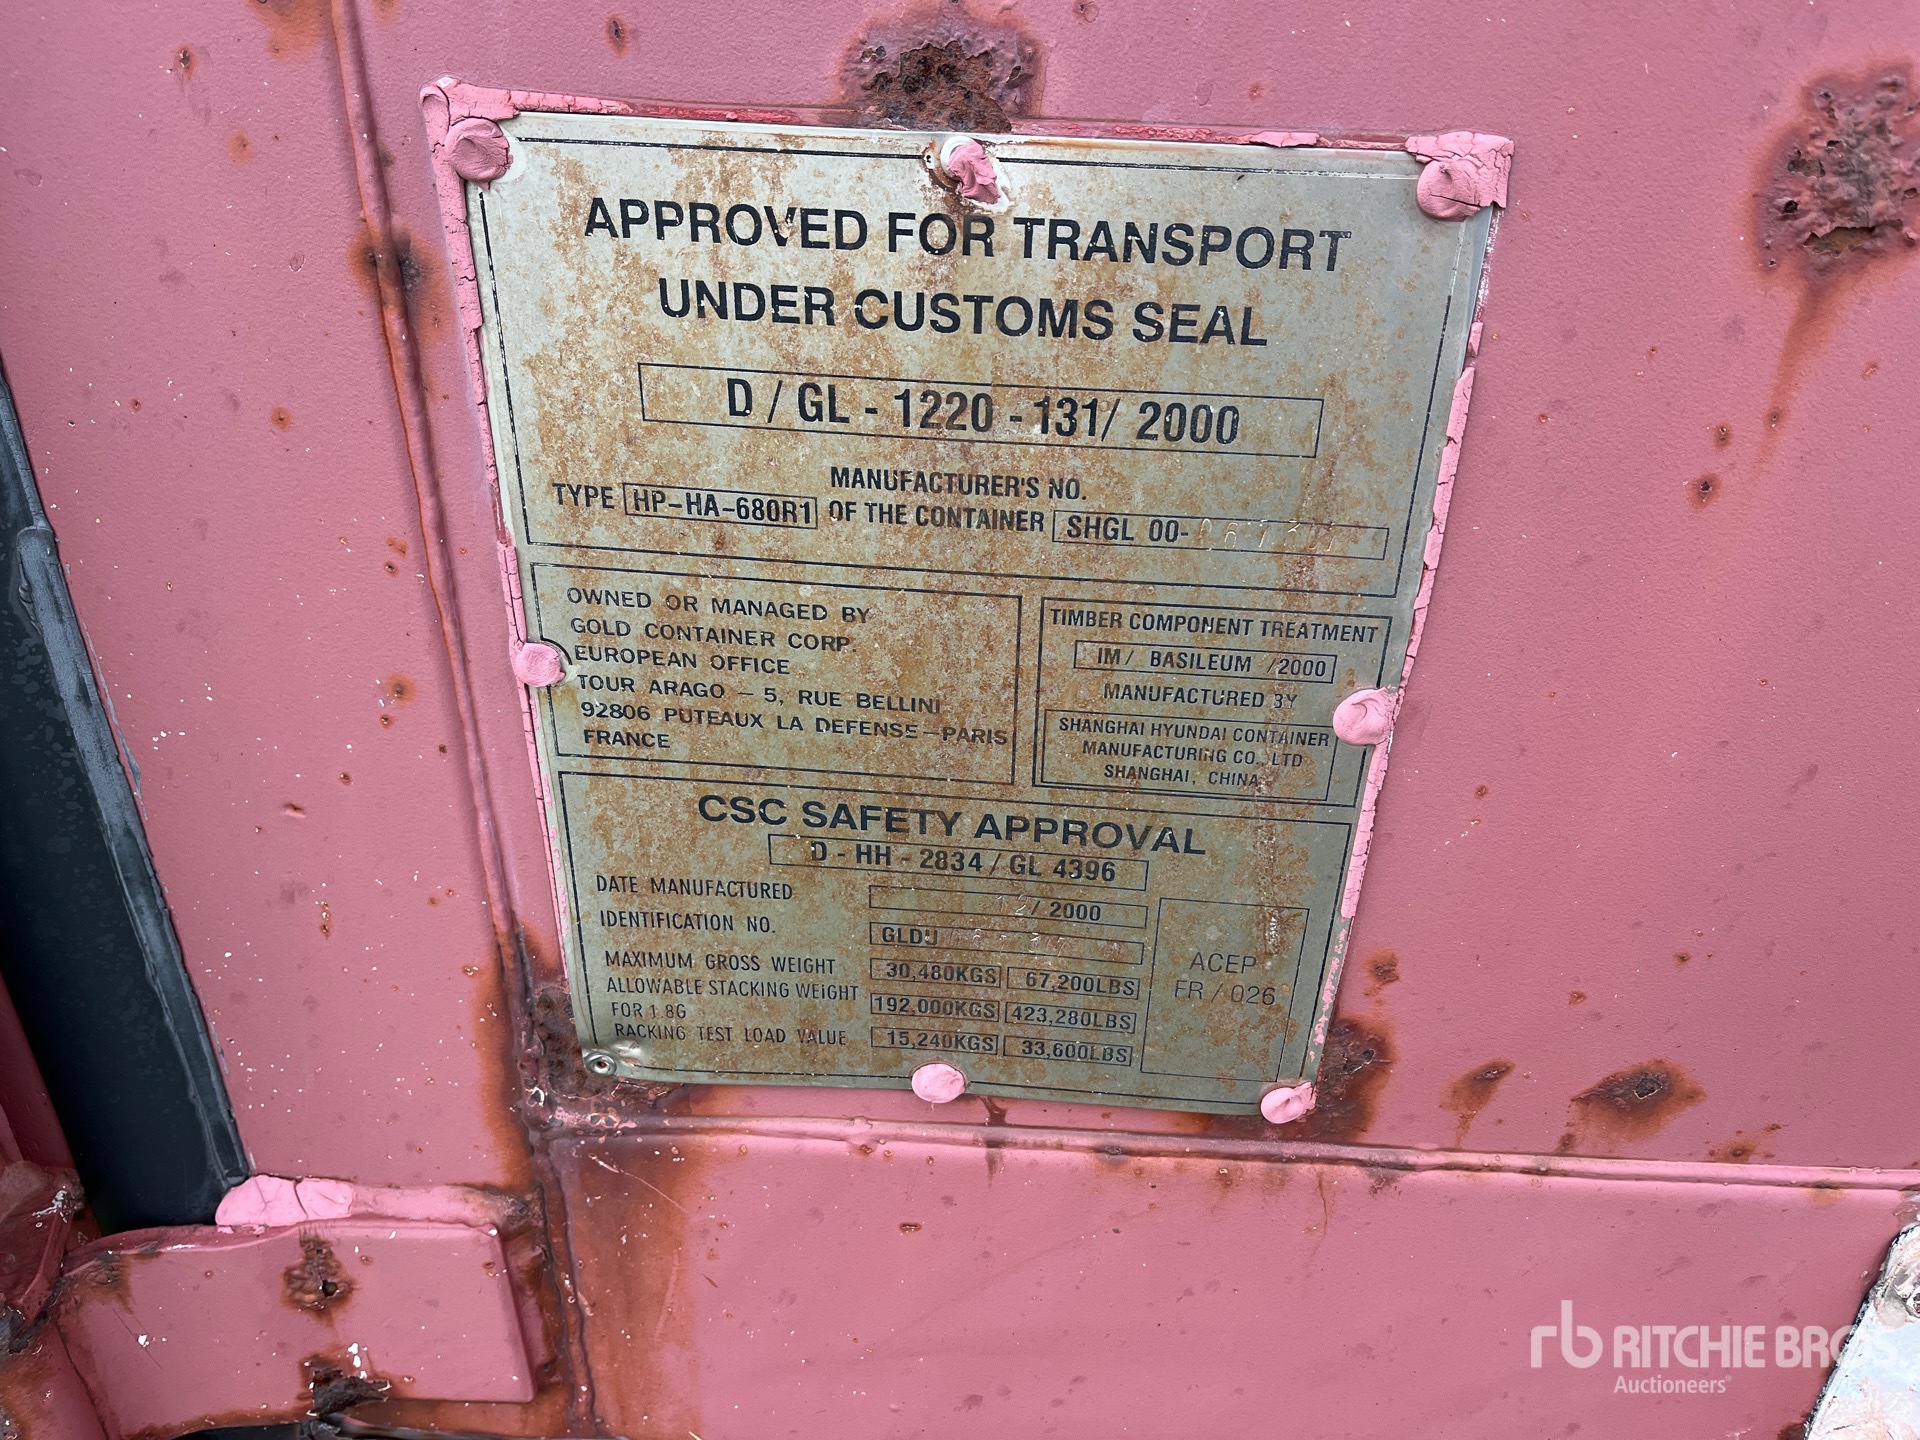 APPROVED FOR TRANSPORT
UNDER CUSTOMS SEAL
D / GL - 1220 - 131 / 2000
MANUFACTURER'S NO.
TYPE HP-HA-680R1 OF THE CONTAINER SHGL 00-
OWNED OR MANAGED BY
GOLD CONTAINER CORP.
EUROPEAN OFFICE
TOUR ARAGO - 5, RUE BELLINI
92806 PUTEAUX LA DEFENSE-PARIS
FRANCE
TIMBER COMPONENT TREATMENT
IM / BASILEUM /2000
MANUFACTURED BY
SHANGHAI HYUNDAI CONTAINER
MANUFACTURING CO., LTD
SHANGHAI, CHINA
CSC SAFETY APPROVAL
D - HH - 2834 / GL 4396
DATE MANUFACTURED 12/ 2000
IDENTIFICATION NO. GLDU
MAXIMUM GROSS WEIGHT 30,480KGS 67,200LBS
ALLOWABLE STACKING WEIGHT
FOR 1.8G 192,000KGS 423,280LBS
RACKING TEST LOAD VALUE 15,240KGS 33,600LBS
ACEP
FR / 026
rb RITCHIE BROS.
Auctioneers